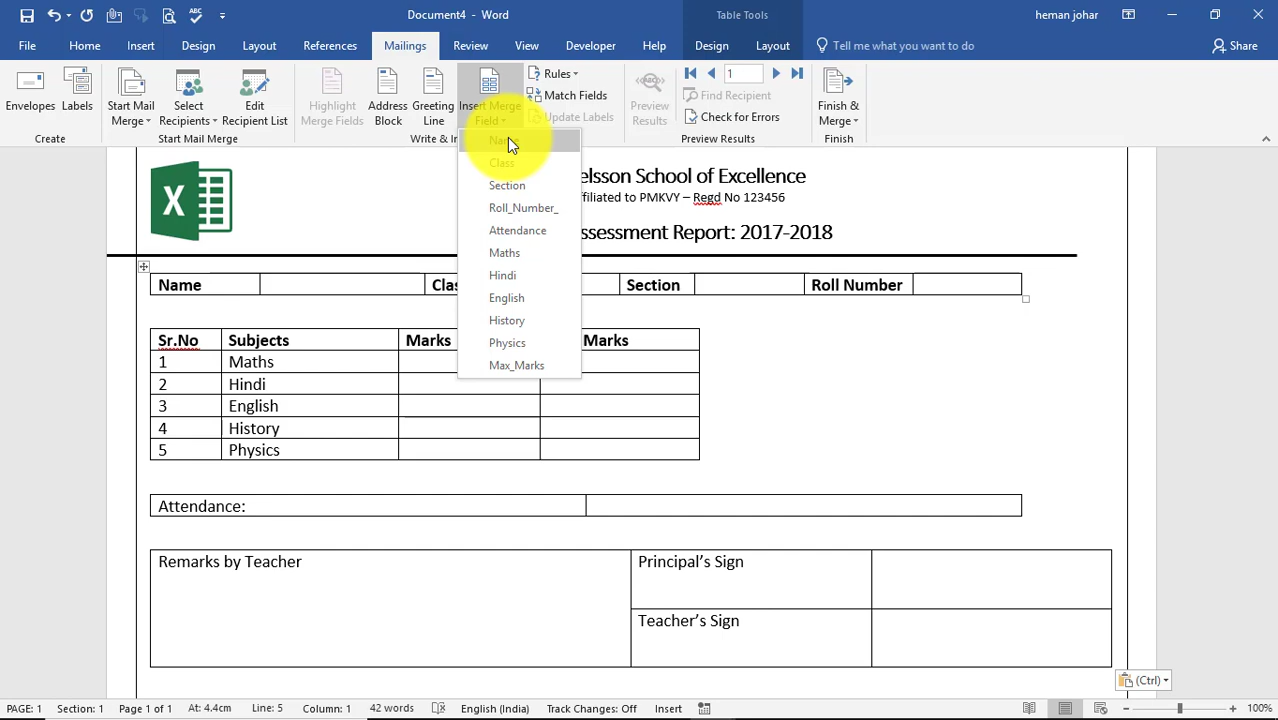 Document4 - Word
Table Tools
heman johar
File
Home
Insert
Design
Layout
References
Mailings
Review
View
Developer
Help
Design
Layout
Tell me what you want to do
Share
Envelopes
Labels
Start Mail Merge
Select Recipients
Edit Recipient List
Highlight Merge Fields
Address Block
Greeting Line
Insert Merge Field
Rules
Match Fields
Update Labels
Preview Results
1
Find Recipient
Check for Errors
Finish & Merge
Create
Start Mail Merge
Write & In
Preview Results
Finish
Name
Class
Section
Roll_Number_
Attendance
Maths
Hindi
English
History
Physics
Max_Marks
X
elsson School of Excellence
filiated to PMKVY – Regd No 123456
ssessment Report: 2017-2018
Name Clas Section Roll Number
Sr.No Subjects Marks Marks
1 Maths
2 Hindi
3 English
4 History
5 Physics
Attendance:
Remarks by Teacher
Principal's Sign
Teacher's Sign
(Ctrl)
PAGE: 1 Section: 1 Page 1 of 1 At: 4.4cm Line: 5 Column: 1 42 words English (India) Track Changes: Off Insert 100%